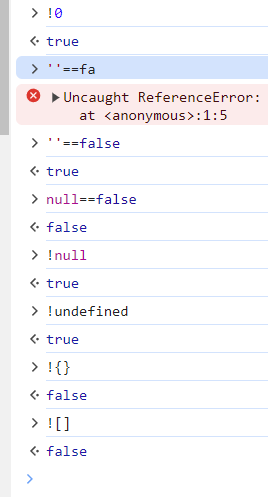 !0
true
''==fa
Uncaught ReferenceError:
at <anonymous>:1:5
''==false
true
null==false
false
!null
true
!undefined
true
!{}
false
![]
false